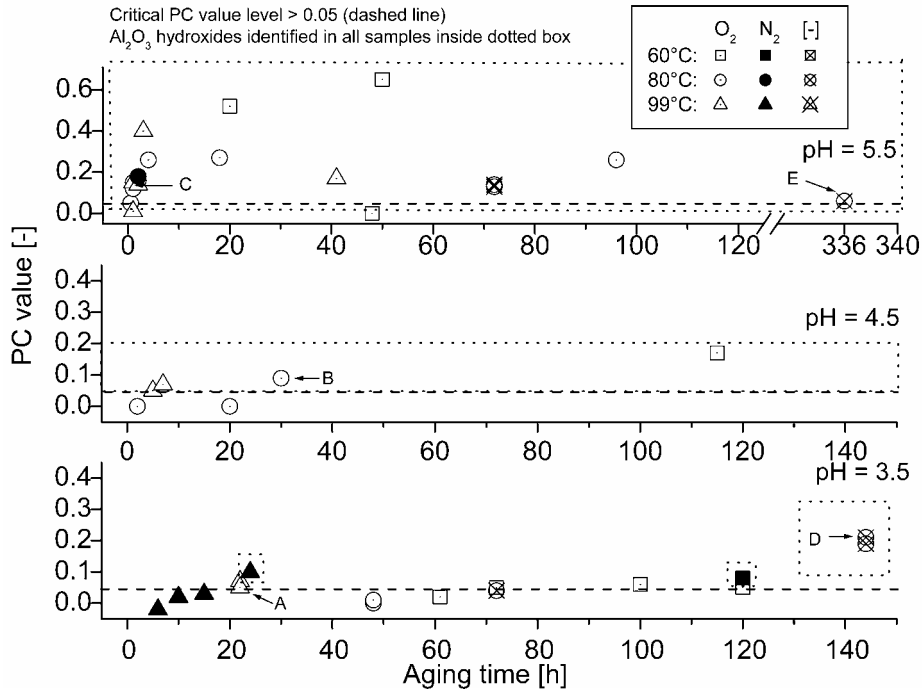 Critical PC value level > 0.05 (dashed line)
Al₂O₃ hydroxides identified in all samples inside dotted box
O₂ N₂ [-]
60°C:
80°C:
99°C:
0.6
0.4
0.2
0.0
C
E
pH = 5.5
0 20 40 60 80 100 120 336 340
PC value [-]
0.4
0.3
0.2
0.1
0.0
B
pH = 4.5
0 20 40 60 80 100 120 140
0.4
0.3
0.2
0.1
0.0
A
D
pH = 3.5
0 20 40 60 80 100 120 140
Aging time [h]